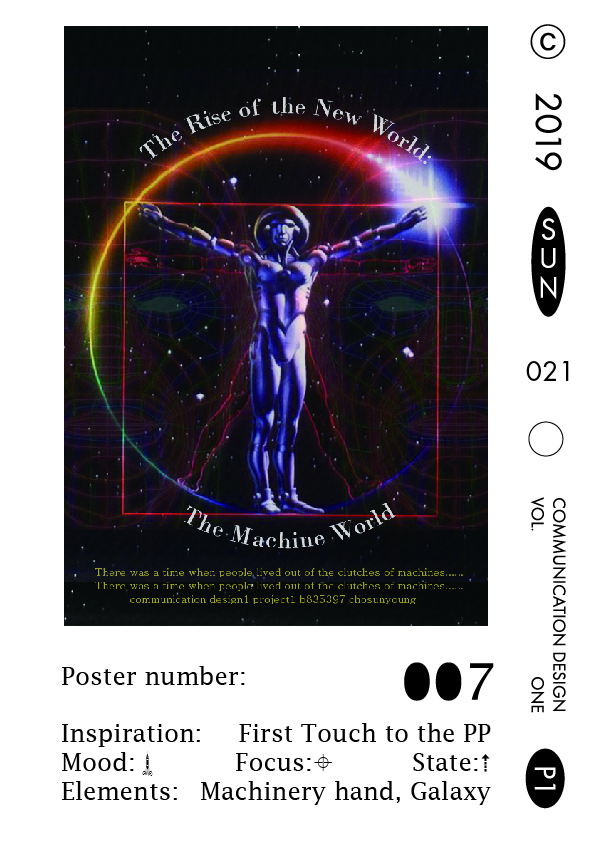 The Rise of the New World:
The Machine World
There was a time when people lived out of the clutches of machines......
There was a time when people lived out of the clutches of machines......
communication design1 project1 b835397 chosunyoung
Poster number: 007
Inspiration: First Touch to the PP
Mood: Focus: State:
Elements: Machinery hand, Galaxy
©
2019
SUN
021
COMMUNICATION DESIGN
VOL. ONE
P1